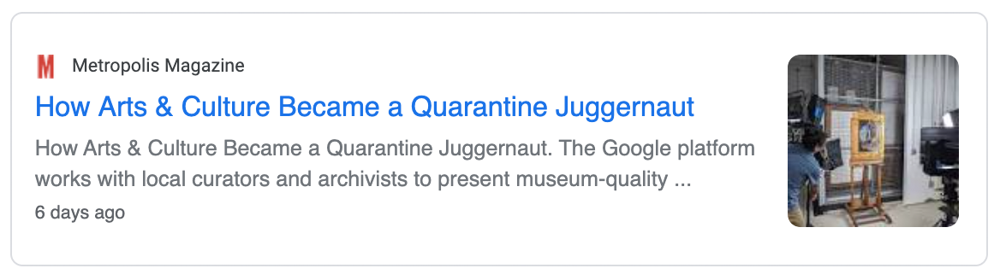 M Metropolis Magazine
How Arts & Culture Became a Quarantine Juggernaut
How Arts & Culture Became a Quarantine Juggernaut. The Google platform
works with local curators and archivists to present museum-quality ...
6 days ago